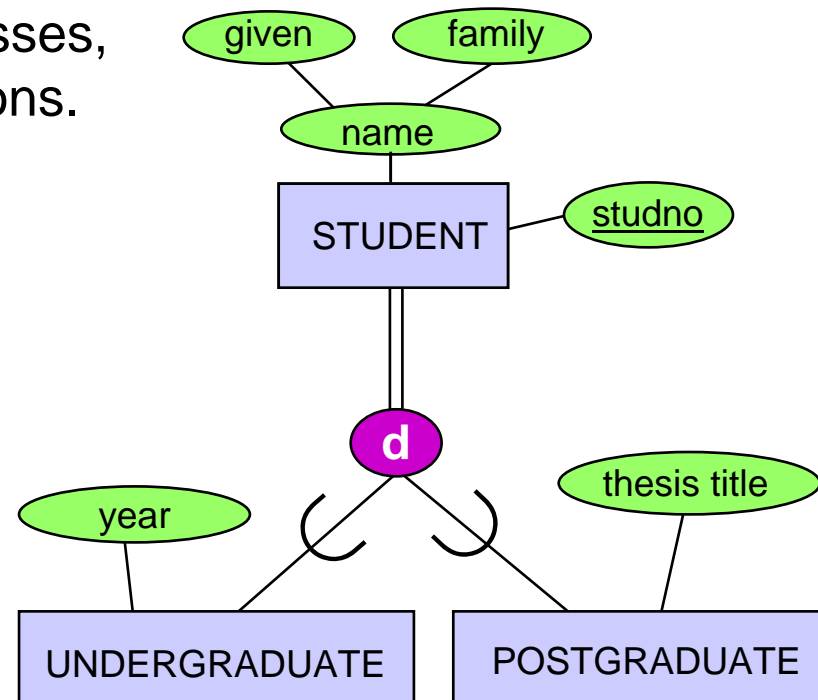 sses,
ons.
given
family
name
STUDENT
studno
d
year
thesis title
UNDERGRADUATE
POSTGRADUATE